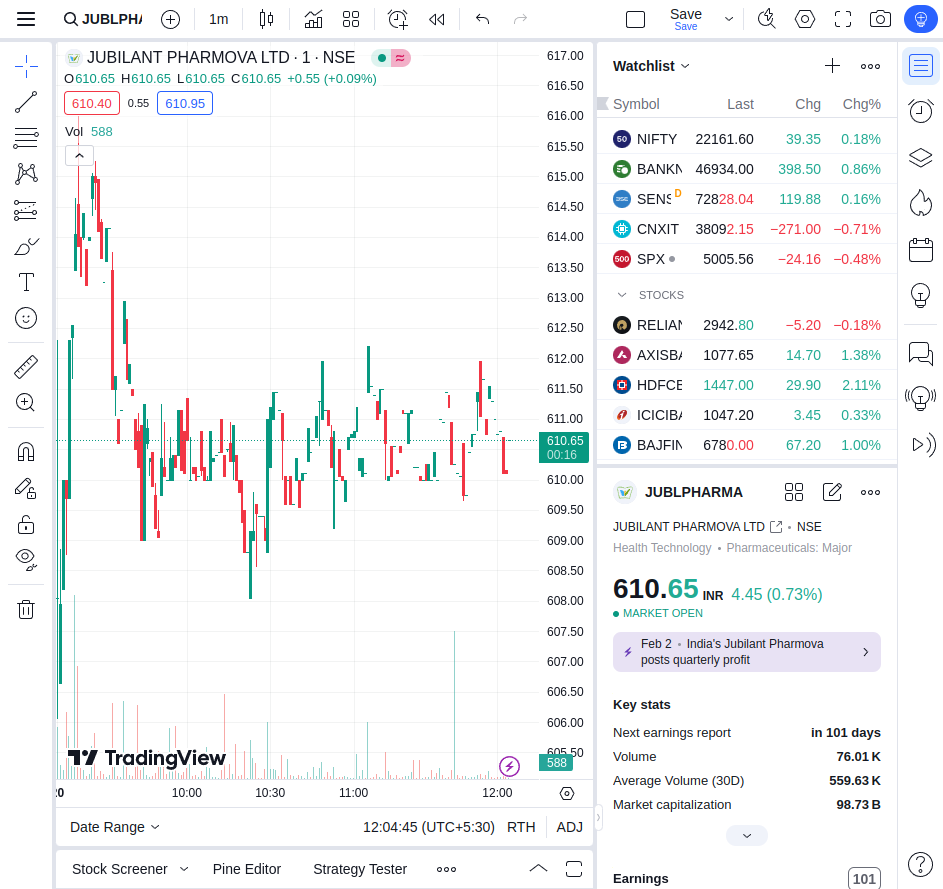 JUBLPHA
1m
Save
Save
JUBILANT PHARMOVA LTD · 1 · NSE
O610.65 H610.65 L610.65 C610.65 +0.55 (+0.09%)
610.40 0.55 610.95
Vol 588
617.00
616.50
616.00
615.50
615.00
614.50
614.00
613.50
613.00
612.50
612.00
611.50
611.00
610.65
00:16
610.00
609.50
609.00
608.50
608.00
607.50
607.00
606.50
606.00
605.50
588
TradingView
10:00 10:30 11:00 12:00
Date Range 12:04:45 (UTC+5:30) RTH ADJ
Stock Screener Pine Editor Strategy Tester
Watchlist
Symbol Last Chg Chg%
50 NIFTY 22161.60 39.35 0.18%
BANKN 46934.00 398.50 0.86%
SENS D 72828.04 119.88 0.16%
CNXIT 38092.15 −271.00 −0.71%
500 SPX 5005.56 −24.16 −0.48%
STOCKS
RELIAN 2942.80 −5.20 −0.18%
AXISBA 1077.65 14.70 1.38%
HDFCB 1447.00 29.90 2.11%
ICICIBA 1047.20 3.45 0.33%
BAJFIN 6780.00 67.20 1.00%
JUBLPHARMA
JUBILANT PHARMOVA LTD • NSE
Health Technology • Pharmaceuticals: Major
610.65 INR 4.45 (0.73%)
MARKET OPEN
Feb 2 • India's Jubilant Pharmova
posts quarterly profit
Key stats
Next earnings report in 101 days
Volume 76.01 K
Average Volume (30D) 559.63 K
Market capitalization 98.73 B
Earnings 101